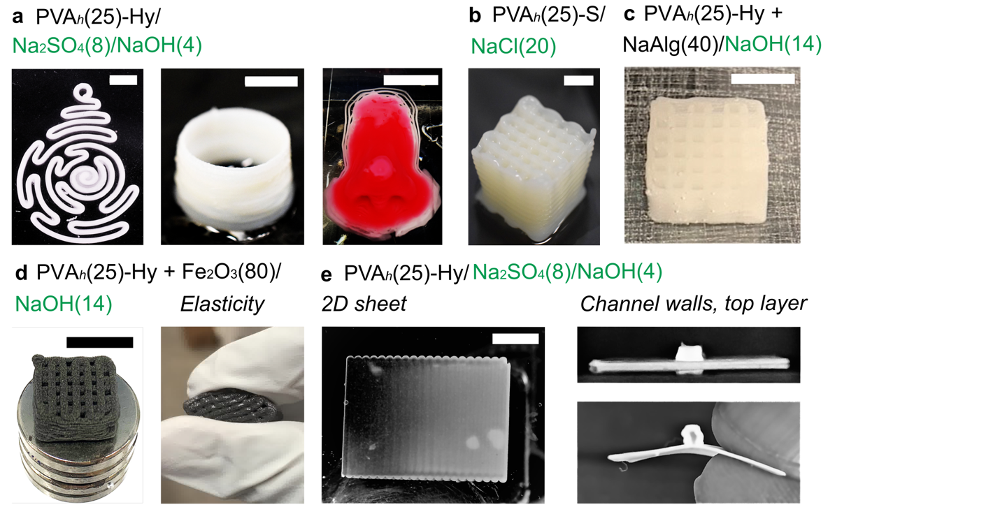 a PVAh(25)-Hy/
Na2SO4(8)/NaOH(4)
b PVAh(25)-S/
NaCl(20)
c PVAh(25)-Hy +
NaAlg(40)/NaOH(14)
d PVAh(25)-Hy + Fe2O3(80)/
NaOH(14)
Elasticity
e PVAh(25)-Hy/Na2SO4(8)/NaOH(4)
2D sheet
Channel walls, top layer